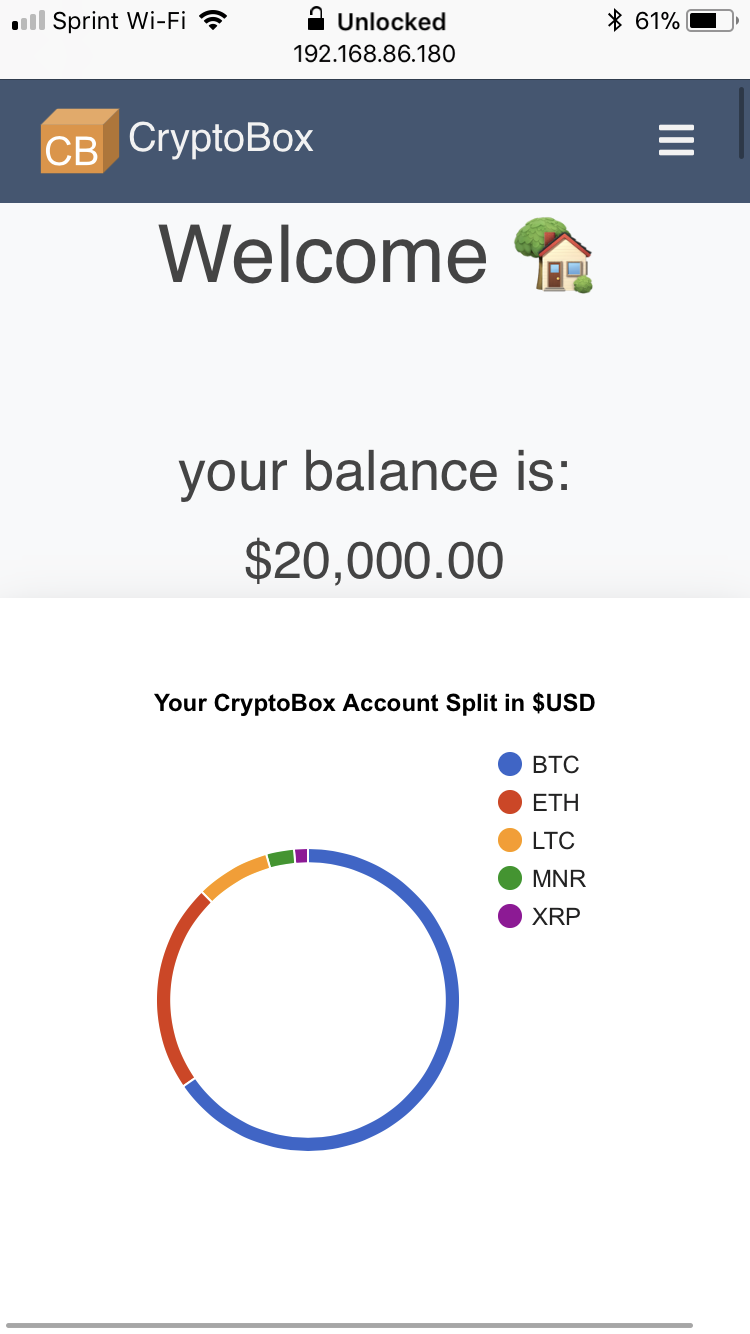 Sprint Wi-Fi Unlocked 61%
192.168.86.180
CB CryptoBox
Welcome
your balance is:
$20,000.00
Your CryptoBox Account Split in $USD
BTC
ETH
LTC
MNR
XRP